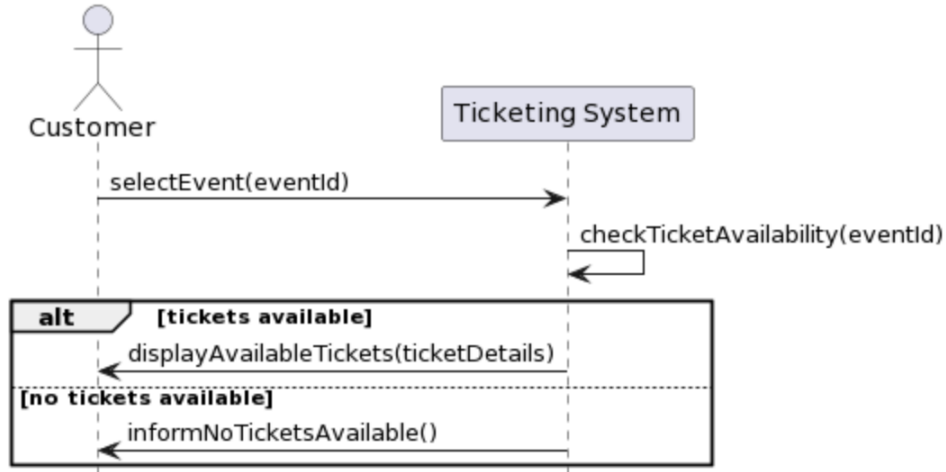 Customer
Ticketing System
selectEvent(eventId)
checkTicketAvailability(eventId)
alt [tickets available]
displayAvailableTickets(ticketDetails)
[no tickets available]
informNoTicketsAvailable()